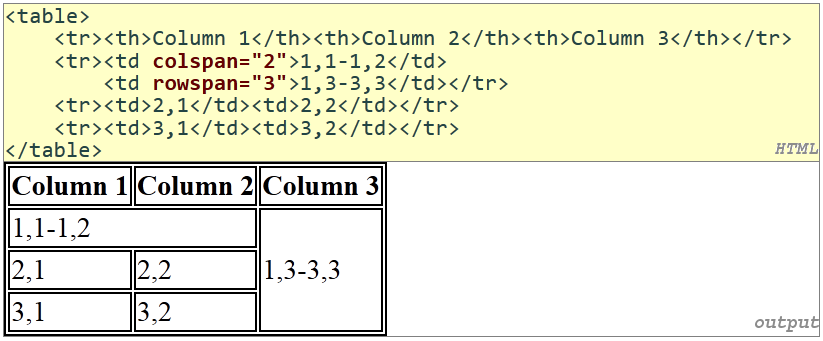 <table>
    <tr><th>Column 1</th><th>Column 2</th><th>Column 3</th></tr>
    <tr><td colspan="2">1,1-1,2</td>
        <td rowspan="3">1,3-3,3</td></tr>
    <tr><td>2,1</td><td>2,2</td></tr>
    <tr><td>3,1</td><td>3,2</td></tr>
</table>
HTML
Column 1 Column 2 Column 3
1,1-1,2
2,1 2,2 1,3-3,3
3,1 3,2
output